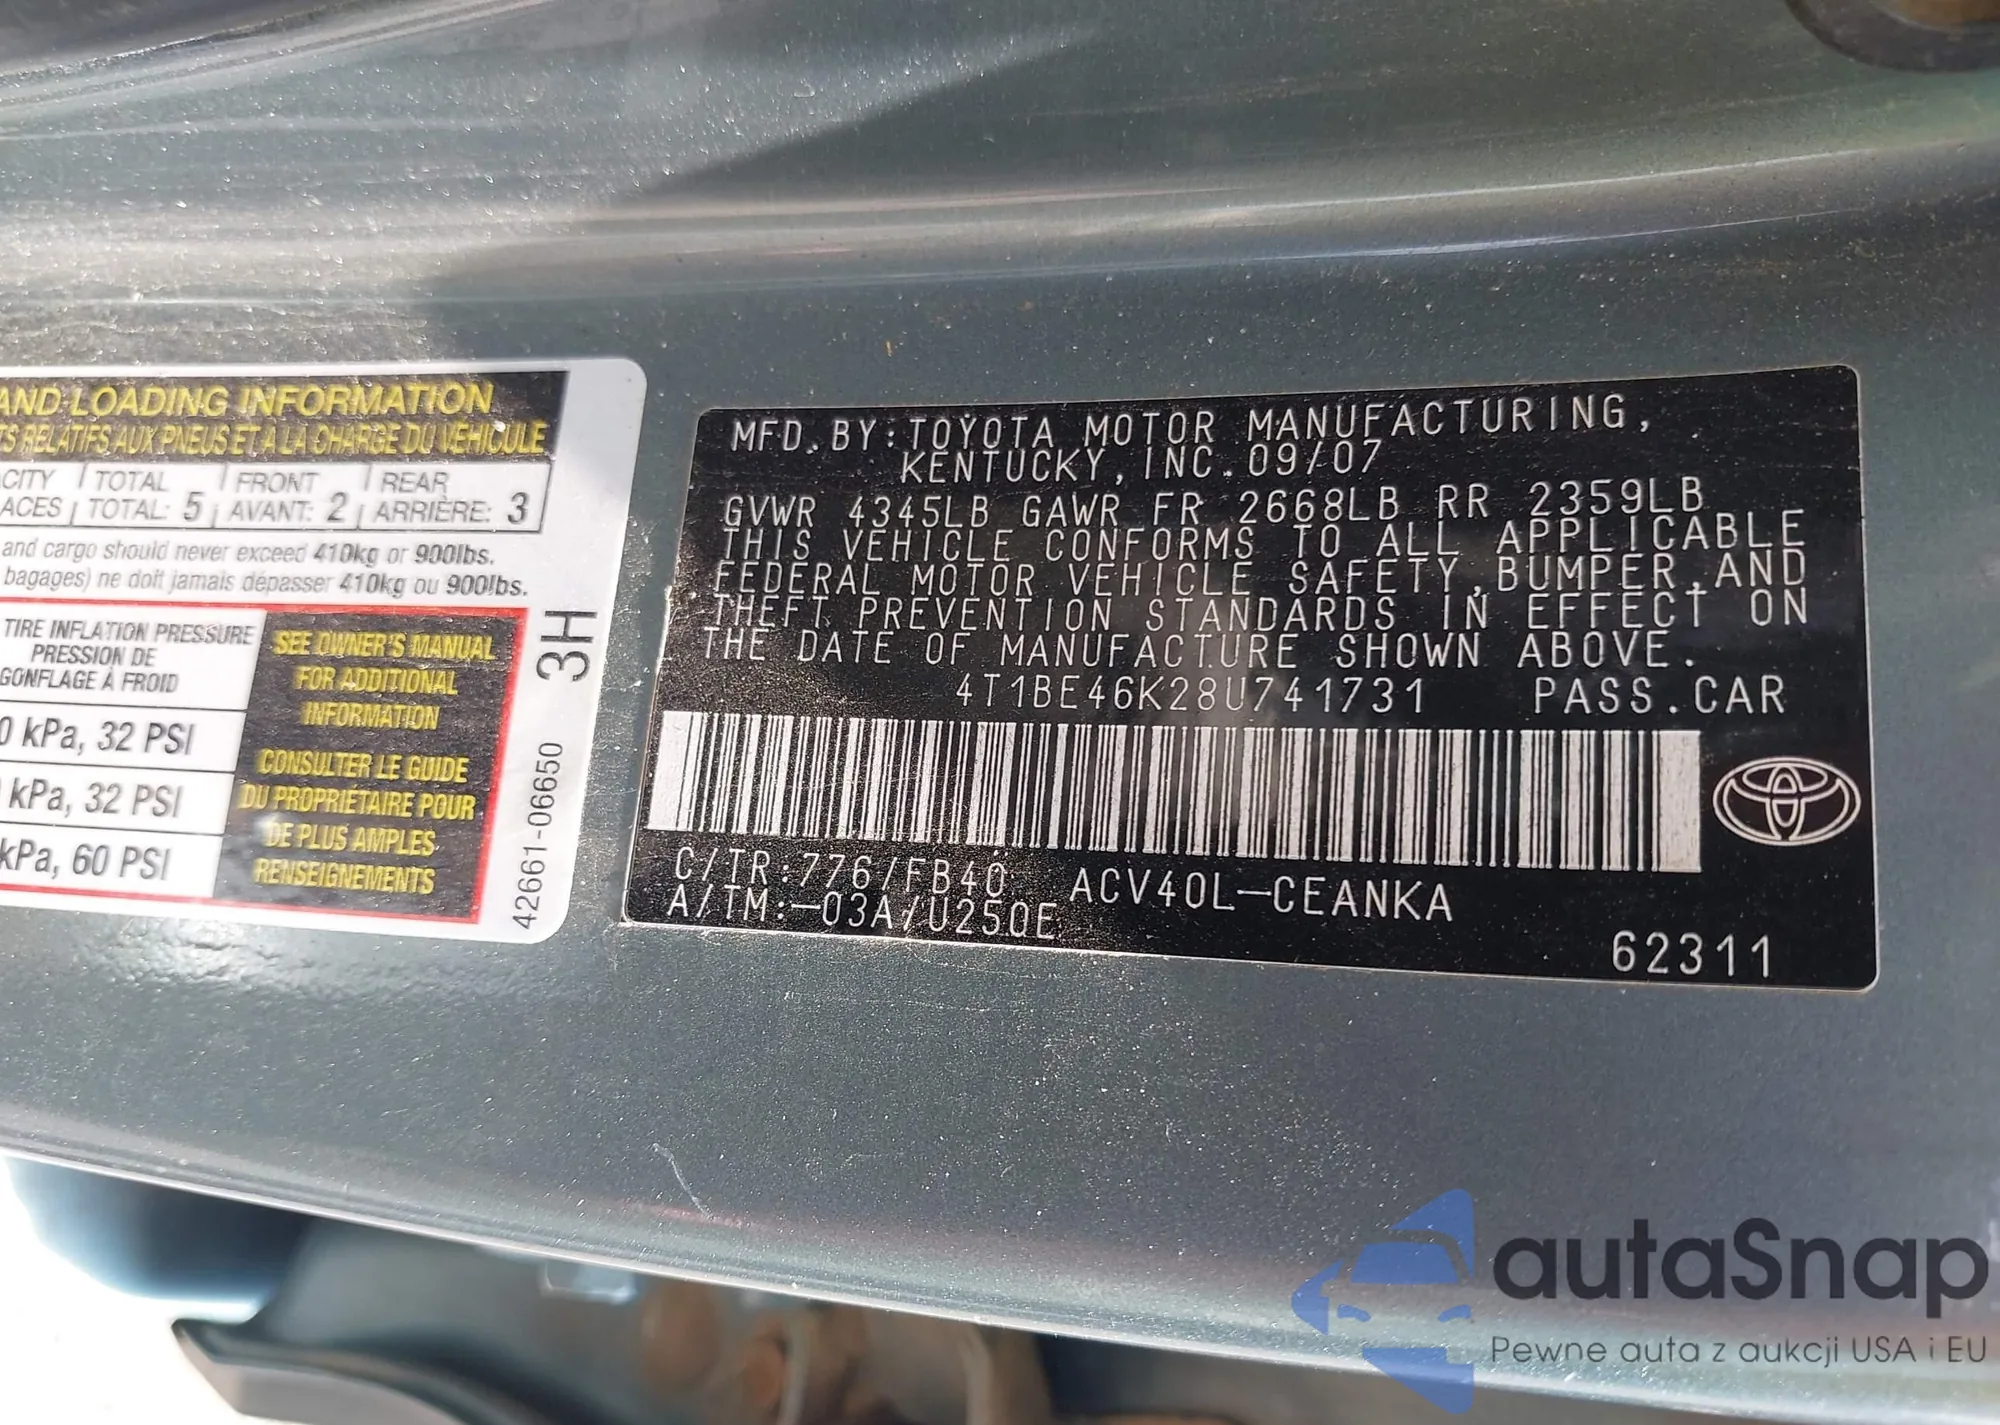 AND LOADING INFORMATION
TS RELATIFS AUX PNEUS ET À LA CHARGE DU VÉHICULE
CITY TOTAL FRONT REAR
ACES TOTAL: 5 AVANT: 2 ARRIÈRE: 3
and cargo should never exceed 410kg or 900lbs.
bagages) ne doit jamais dépasser 410kg ou 900lbs.
TIRE INFLATION PRESSURE
PRESSION DE
GONFLAGE À FROID
0 kPa, 32 PSI
kPa, 32 PSI
kPa, 60 PSI
SEE OWNER'S MANUAL
FOR ADDITIONAL
INFORMATION
CONSULTER LE GUIDE
DU PROPRIÉTAIRE POUR
DE PLUS AMPLES
RENSEIGNEMENTS
3H
42661-06650
MFD. BY: TOYOTA MOTOR MANUFACTURING,
KENTUCKY, INC. 09/07
GVWR 4345LB GAWR FR 2668LB RR 2359LB
THIS VEHICLE CONFORMS TO ALL APPLICABLE
FEDERAL MOTOR VEHICLE SAFETY, BUMPER, AND
THEFT PREVENTION STANDARDS IN EFFECT ON
THE DATE OF MANUFACTURE SHOWN ABOVE.
4T1BE46K28U741731 PASS. CAR
C/TR: 776/FB40 ACV40L-CEANKA
A/TM:-03A/U250E
62311
autaSnap
Pewne auta z aukcji USA i EU